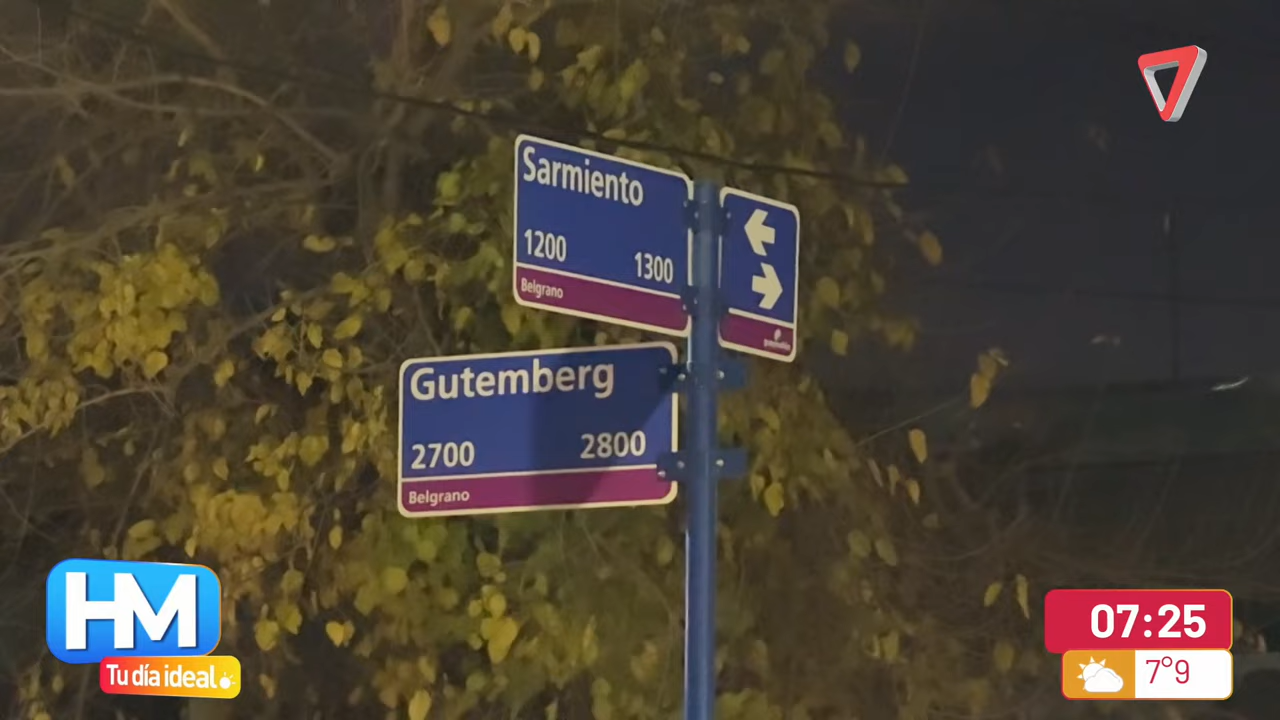 Sarmiento
1200 1300
Belgrano
Gutemberg
2700 2800
Belgrano
HM
Tu día ideal
07:25
7°9